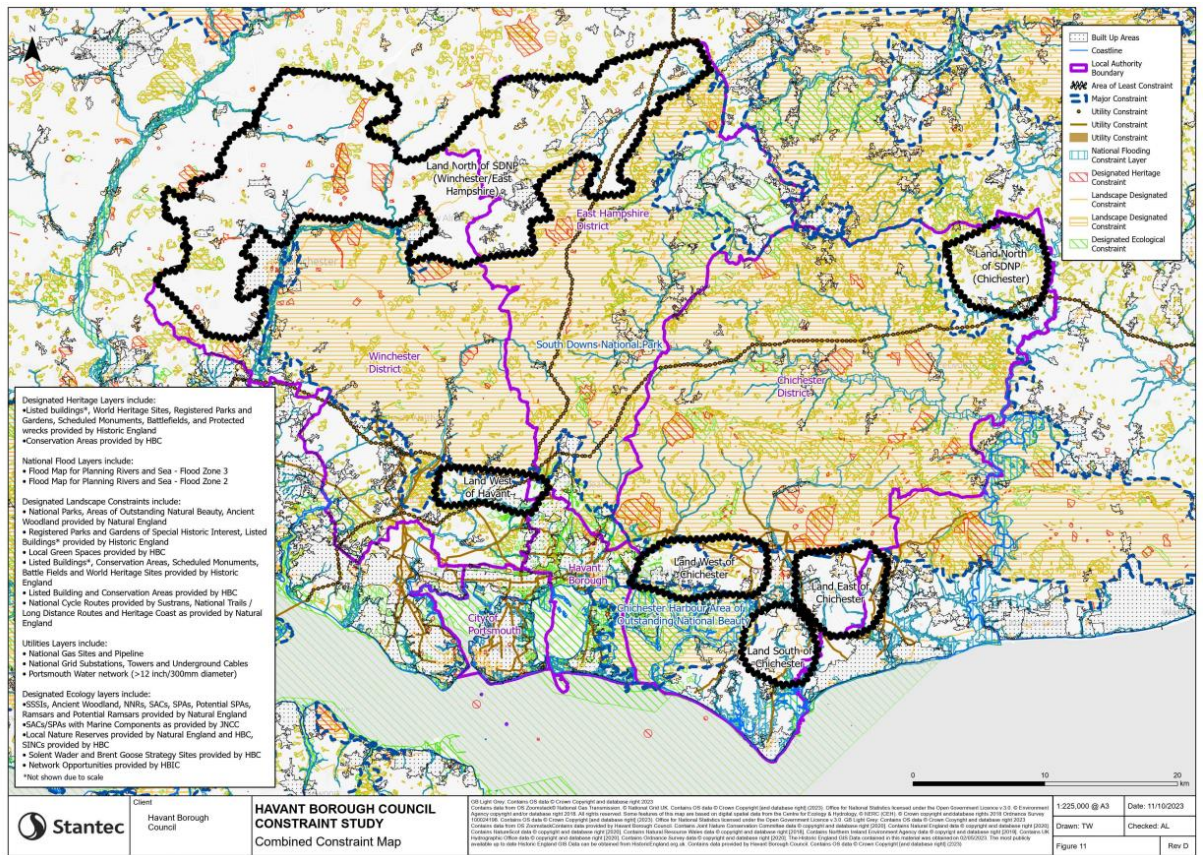 N
Built Up Areas
Coastline
Local Authority
Boundary
Area of Least Constraint
Major Constraint
Utility Constraint
Utility Constraint
Utility Constraint
National Flooding
Constraint Layer
Designated Heritage
Constraint
Landscape Designated
Constraint
Landscape Designated
Constraint
Designated Ecological
Constraint
Land North of SDNP
(Winchester/East
Hampshire)
East Hampshire
District
Land North
of SDNP
(Chichester)
Winchester
District
South Downs National Park
Chichester
District
Land West
of Havant
Land West of
Chichester
Land East of
Chichester
Havant
Borough
City of
Portsmouth
Chichester Harbour Area of
Outstanding National Beauty
Land South of
Chichester
Designated Heritage Layers include:
•Listed buildings*, World Heritage Sites, Registered Parks and
Gardens, Scheduled Monuments, Battlefields, and Protected
wrecks provided by Historic England
•Conservation Areas provided by HBC
National Flood Layers include:
• Flood Map for Planning Rivers and Sea - Flood Zone 3
• Flood Map for Planning Rivers and Sea - Flood Zone 2
Designated Landscape Constraints include:
• National Parks, Areas of Outstanding Natural Beauty, Ancient
Woodland provided by Natural England
• Registered Parks and Gardens of Special Historic Interest, Listed
Buildings* provided by Historic England
• Local Green Spaces provided by HBC
• Listed Buildings*, Conservation Areas, Scheduled Monuments,
Battle Fields and World Heritage Sites provided by Historic
England
• Listed Building and Conservation Areas provided by HBC
• National Cycle Routes provided by Sustrans, National Trails /
Long Distance Routes and Heritage Coast as provided by Natural
England
Utilities Layers include:
• National Gas Sites and Pipeline
• National Grid Substations, Towers and Underground Cables
• Portsmouth Water network (>12 inch/300mm diameter)
Designated Ecology layers include:
•SSSIs, Ancient Woodland, NNRs, SACs, SPAs, Potential SPAs,
Ramsars and Potential Ramsars provided by Natural England
•SACs/SPAs with Marine Components as provided by JNCC
•Local Nature Reserves provided by Natural England and HBC,
SINCs provided by HBC
• Solent Wader and Brent Goose Strategy Sites provided by HBC
• Network Opportunities provided by HBIC
*Not shown due to scale
0 10 20
km
Stantec
Client
Havant Borough
Council
HAVANT BOROUGH COUNCIL
CONSTRAINT STUDY
Combined Constraint Map
1:225,000 @ A3
Date: 11/10/2023
Drawn: TW
Checked: AL
Figure 11
Rev D